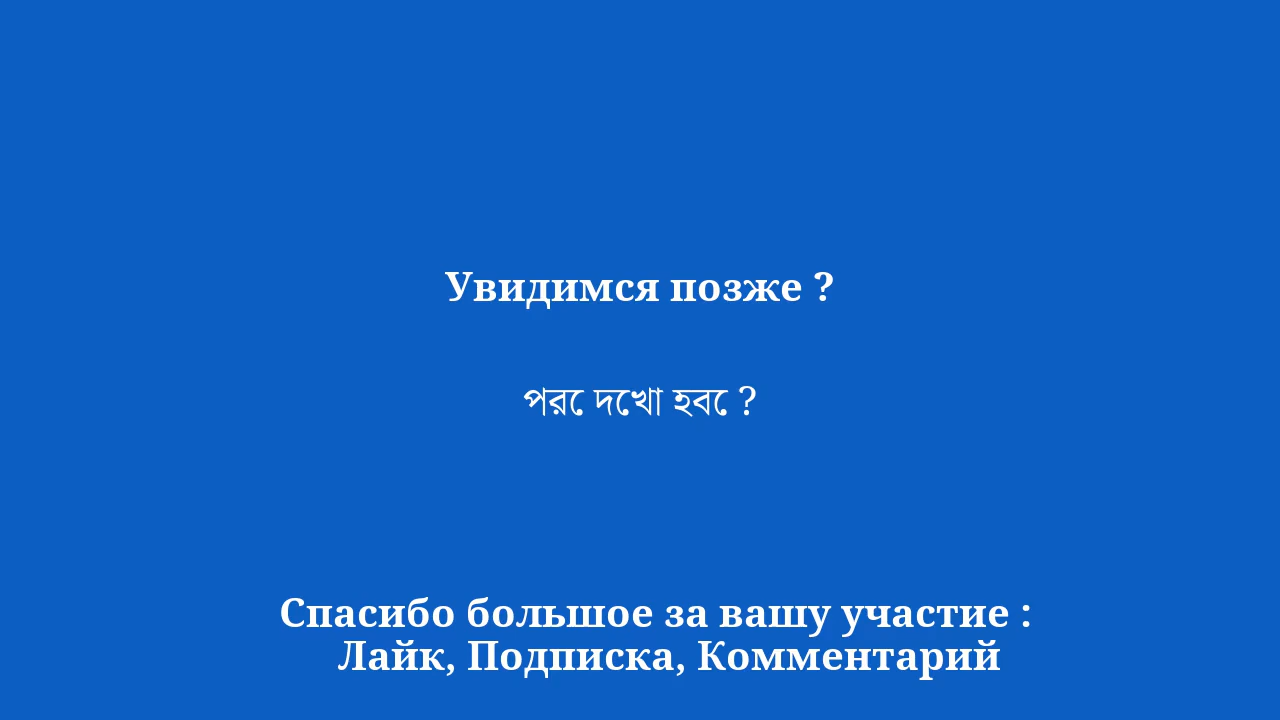 Увидимся позже ?
পরে দেখো হবে ?
Спасибо большое за вашу участие :
Лайк, Подписка, Комментарий